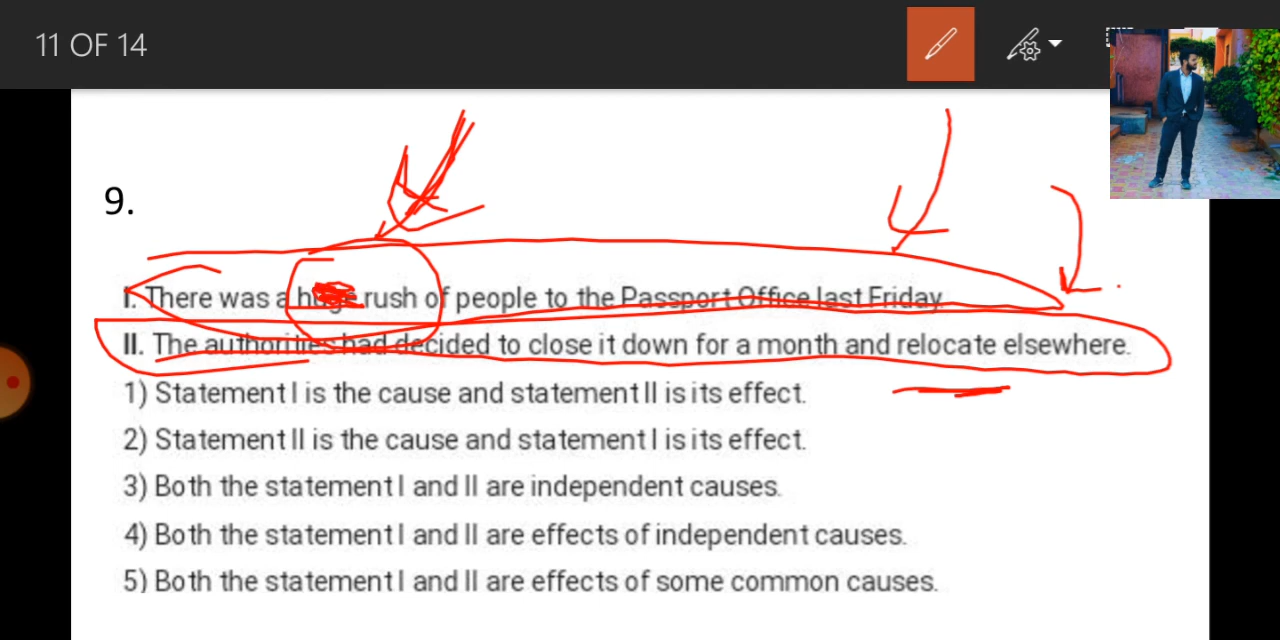 11 OF 14
9.
I. There was a huge rush of people to the Passport Office last Friday.
II. The authorities had decided to close it down for a month and relocate elsewhere.
1) Statement I is the cause and statement II is its effect.
2) Statement II is the cause and statement I is its effect.
3) Both the statement I and II are independent causes.
4) Both the statement I and II are effects of independent causes.
5) Both the statement I and II are effects of some common causes.